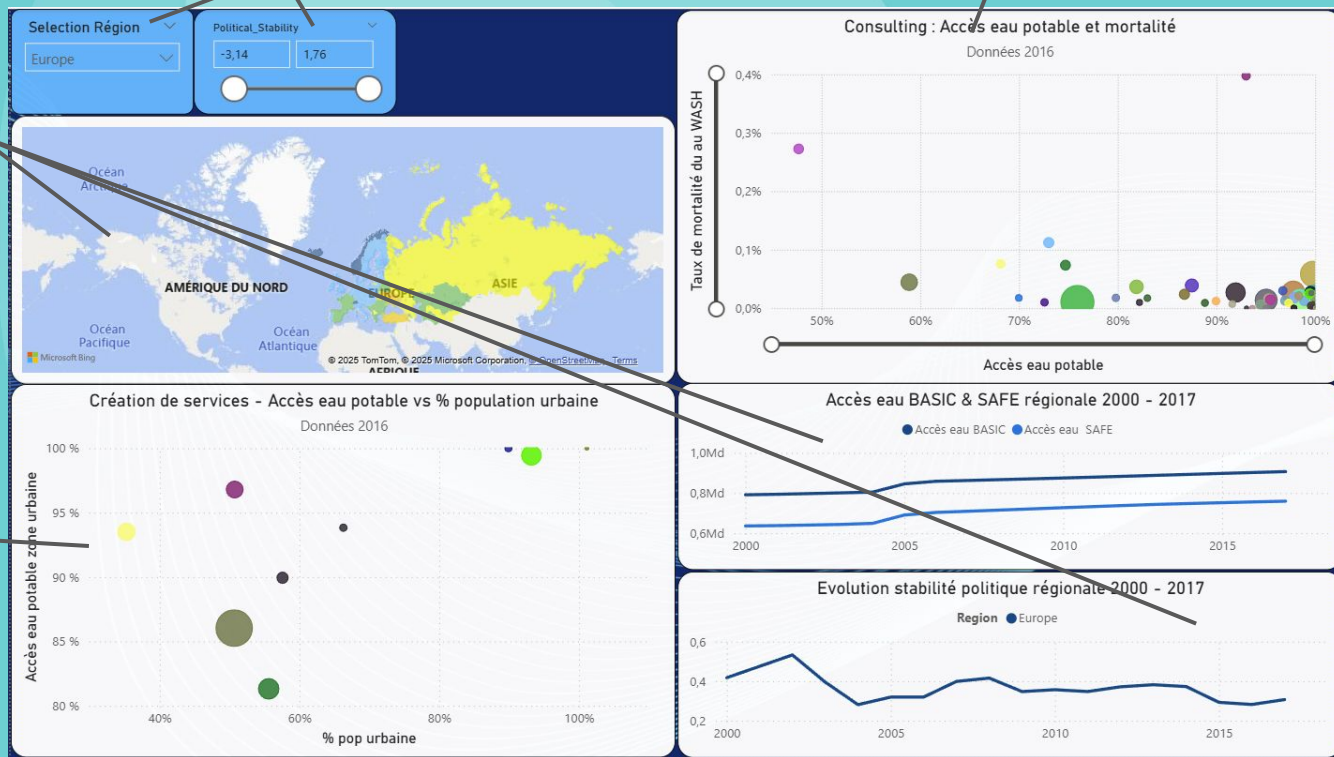 Selection Région
Europe
Political_Stability
-3,14
1,76
Océan
Arctique
AMÉRIQUE DU NORD
EUROPE
ASIE
Océan
Pacifique
Océan
Atlantique
AFRIQUE
Microsoft Bing
© 2025 TomTom, © 2025 Microsoft Corporation, © OpenStreetMap Terms
Consulting : Accès eau potable et mortalité
Données 2016
Taux de mortalité du au WASH
0,4%
0,3%
0,2%
0,1%
0,0%
50%
60%
70%
80%
90%
100%
Accès eau potable
Création de services - Accès eau potable vs % population urbaine
Données 2016
Accès eau potable zone urbaine
100 %
95 %
90 %
85 %
80 %
40%
60%
80%
100%
% pop urbaine
Accès eau BASIC & SAFE régionale 2000 - 2017
Accès eau BASIC
Accès eau SAFE
1,0Md
0,8Md
0,6Md
2000
2005
2010
2015
Evolution stabilité politique régionale 2000 - 2017
Region
Europe
0,6
0,4
0,2
2000
2005
2010
2015